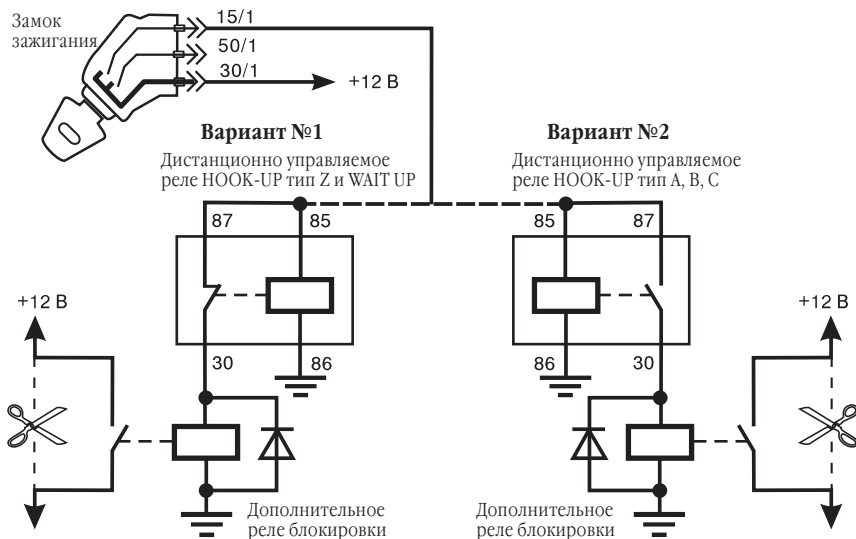 Замок
зажигания
15/1
50/1
30/1
+12 В
Вариант №1
Дистанционно управляемое
реле HOOK-UP тип Z и WAIT UP
Вариант №2
Дистанционно управляемое
реле HOOK-UP тип A, B, C
87
85
85
87
+12 В
+12 В
30
86
86
30
Дополнительное
реле блокировки
Дополнительное
реле блокировки